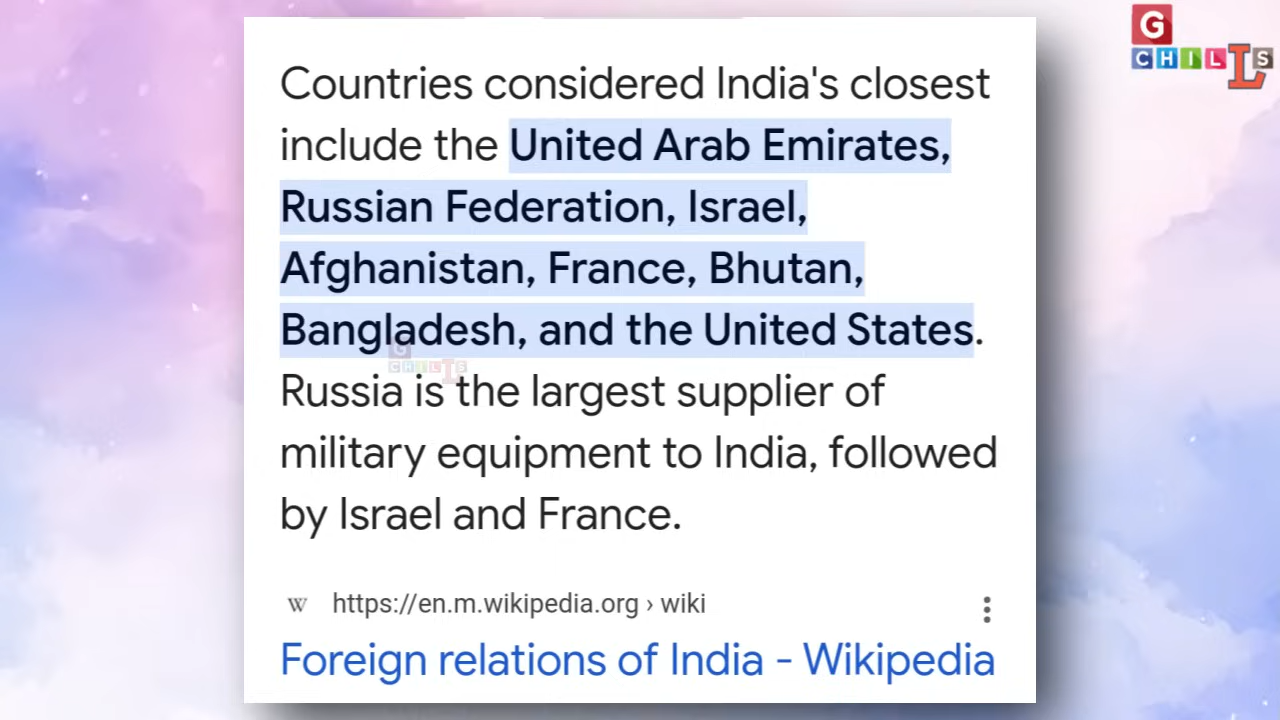 G
CHILLS
Countries considered India's closest
include the United Arab Emirates,
Russian Federation, Israel,
Afghanistan, France, Bhutan,
Bangladesh, and the United States.
G
CHILLS
Russia is the largest supplier of
military equipment to India, followed
by Israel and France.
W https://en.m.wikipedia.org › wiki
Foreign relations of India - Wikipedia